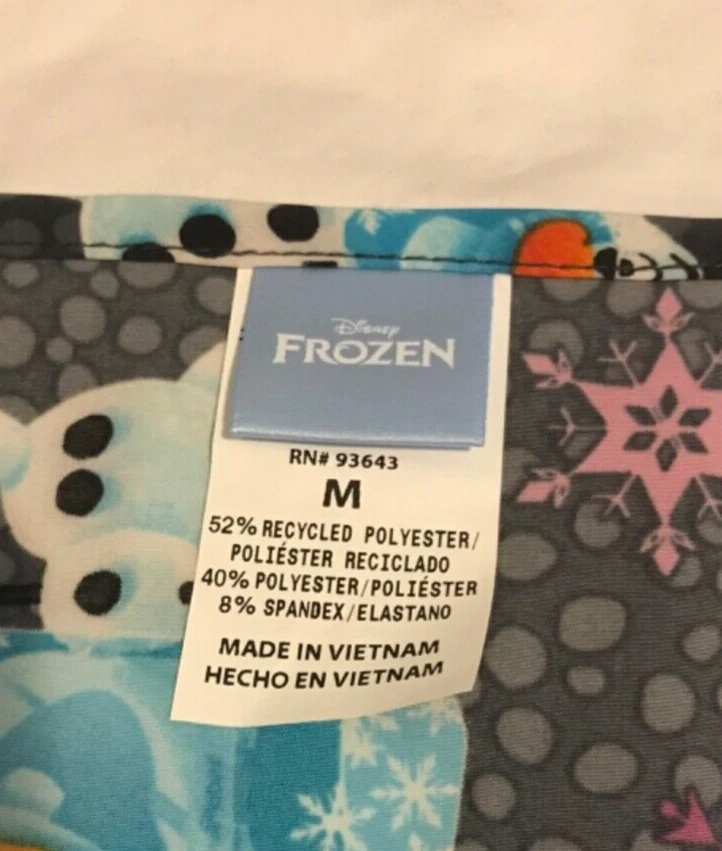 Disney
FROZEN
RN# 93643
M
52% RECYCLED POLYESTER/
POLIÉSTER RECICLADO
40% POLYESTER/POLIÉSTER
8% SPANDEX/ELASTANO
MADE IN VIETNAM
HECHO EN VIETNAM